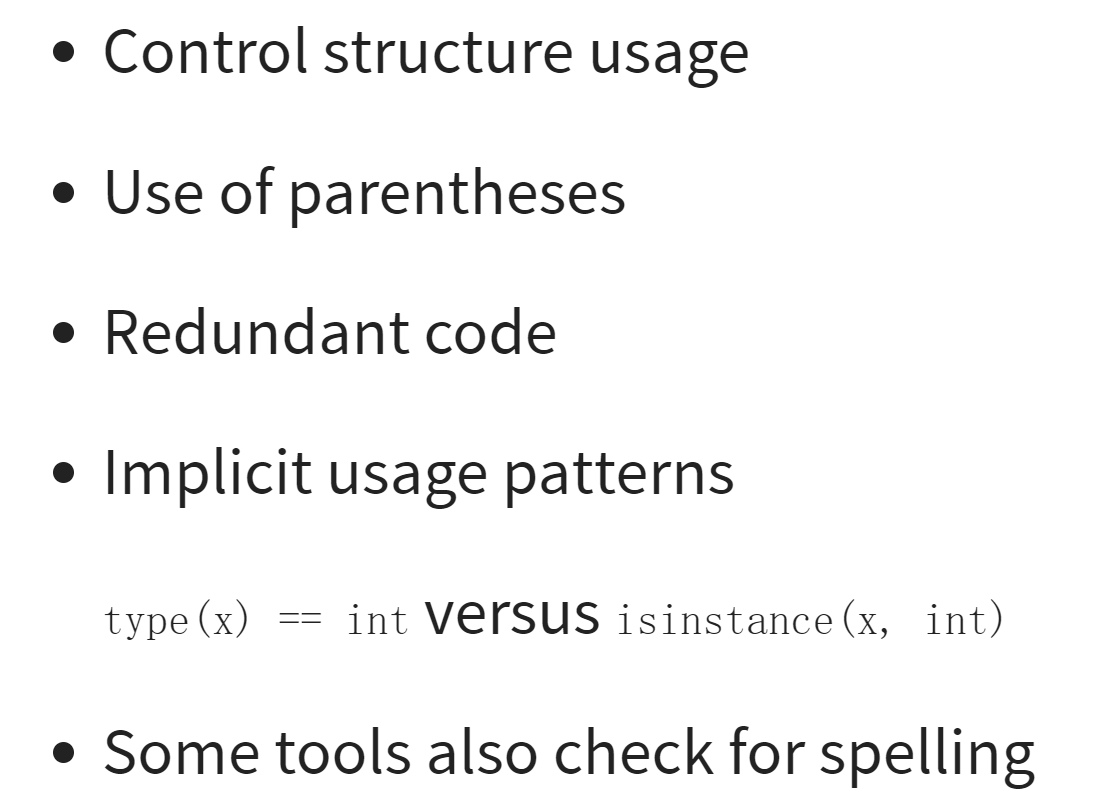 • Control structure usage
• Use of parentheses
• Redundant code
• Implicit usage patterns
type(x) == int versus isinstance(x, int)
• Some tools also check for spelling